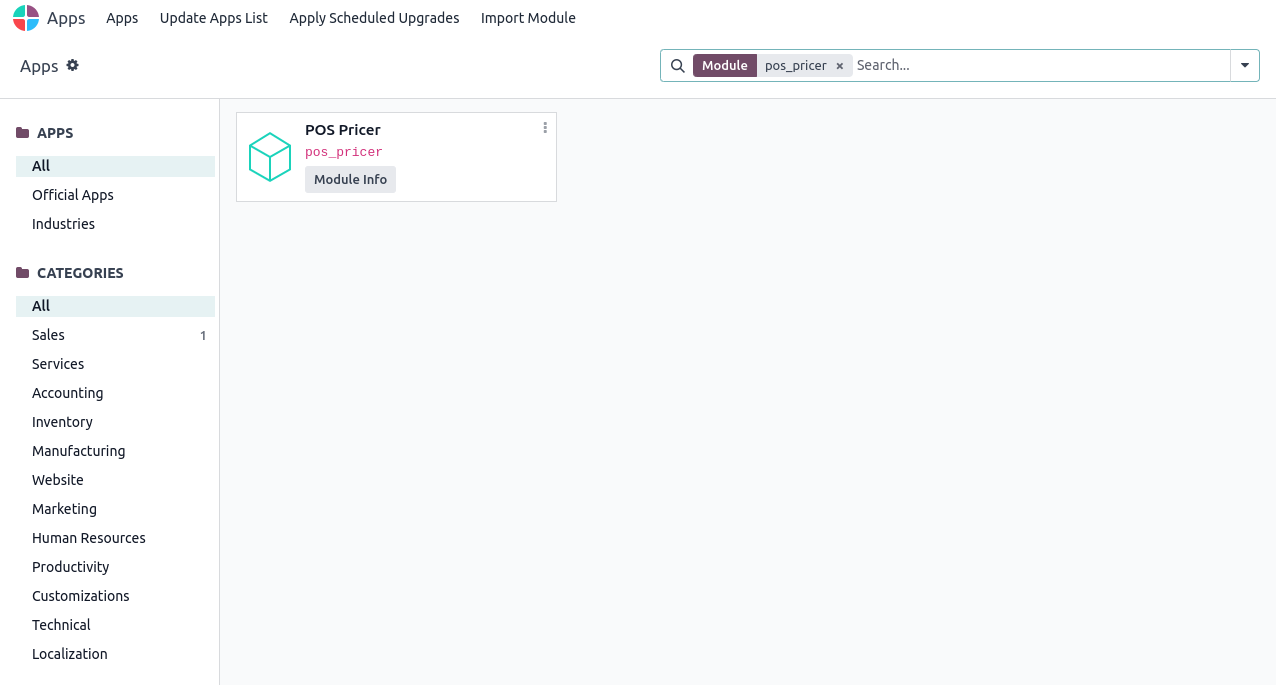 Apps Apps Update Apps List Apply Scheduled Upgrades Import Module
Apps Module pos_pricer × Search...
APPS
All
Official Apps
Industries
CATEGORIES
All
Sales 1
Services
Accounting
Inventory
Manufacturing
Website
Marketing
Human Resources
Productivity
Customizations
Technical
Localization
POS Pricer
pos_pricer
Module Info